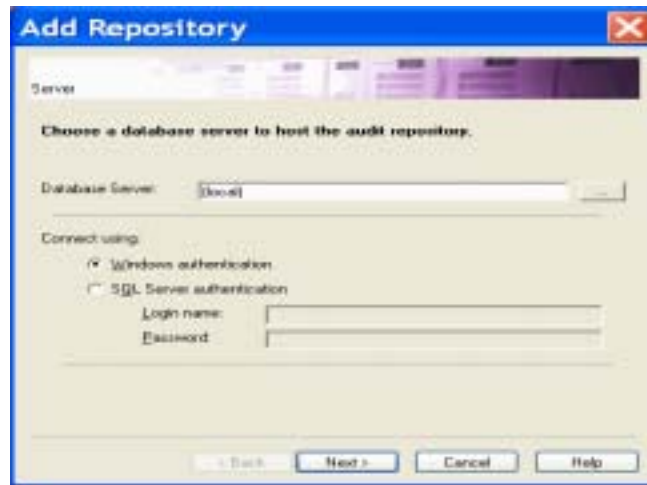 Add Repository
Server
Choose a database server to host the audit repository.
Database Server: (local) ...
Connect using:
Windows authentication
SQL Server authentication
Login name:
Password:
< Back Next > Cancel Help